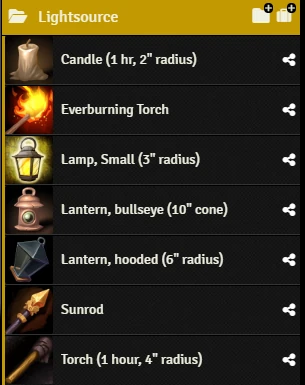 Lightsource
Candle (1 hr, 2" radius)
Everburning Torch
Lamp, Small (3" radius)
Lantern, bullseye (10" cone)
Lantern, hooded (6" radius)
Sunrod
Torch (1 hour, 4" radius)